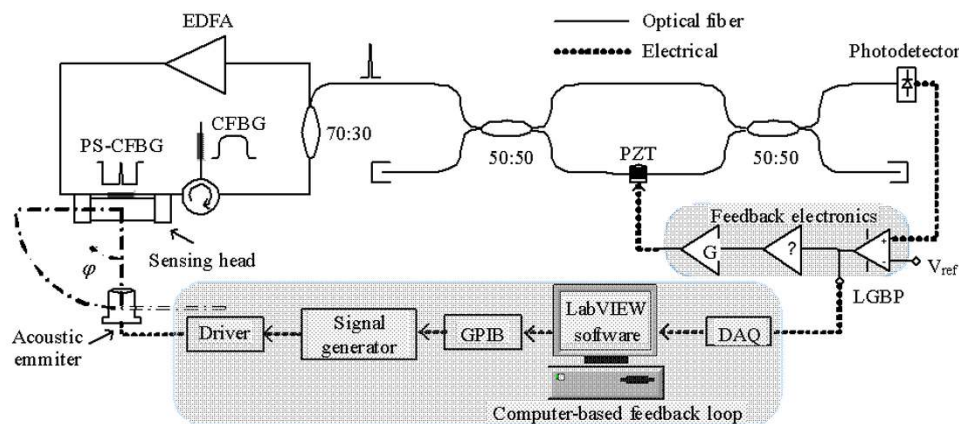 EDFA
Optical fiber
Electrical
Photodetector
CFBG
70:30
PS-CFBG
50:50
PZT
50:50
Feedback electronics
G
?
+
-
Vref
LGBP
Sensing head
φ
Acoustic
emmiter
Driver
Signal
generator
GPIB
LabVIEW
software
DAQ
Computer-based feedback loop